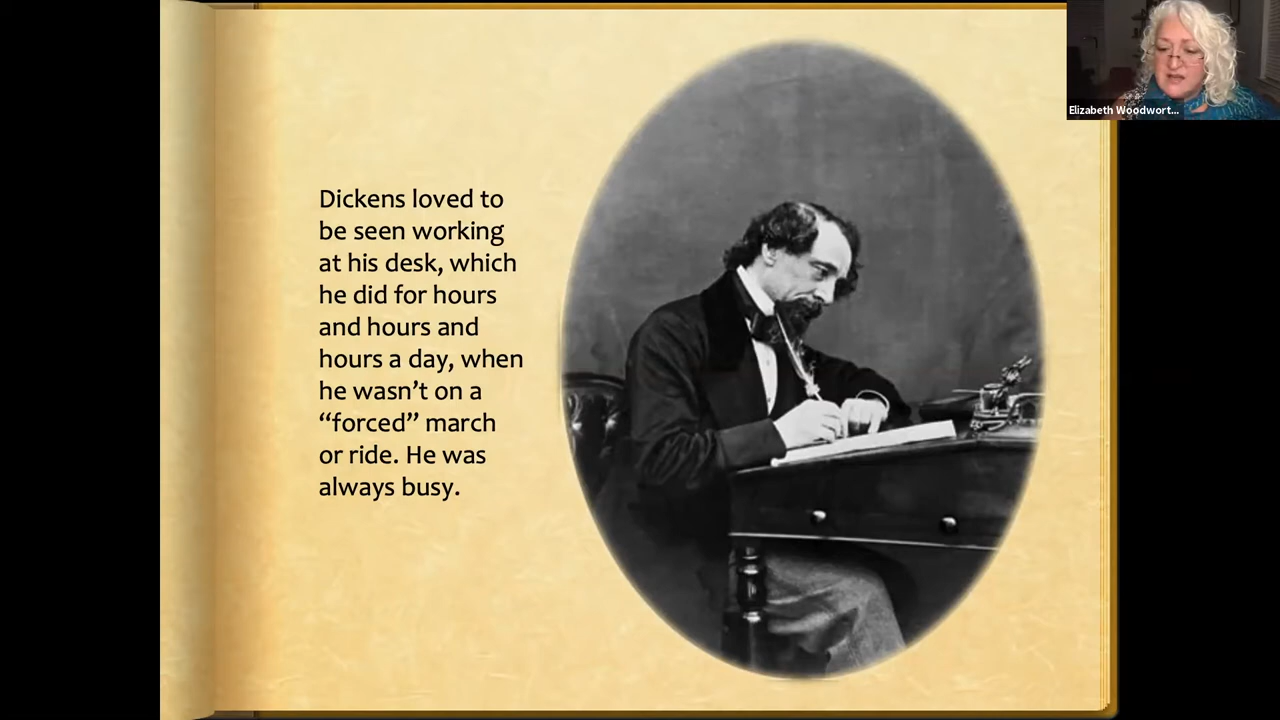 Dickens loved to
be seen working
at his desk, which
he did for hours
and hours and
hours a day, when
he wasn’t on a
“forced” march
or ride. He was
always busy.
Elizabeth Woodwort...